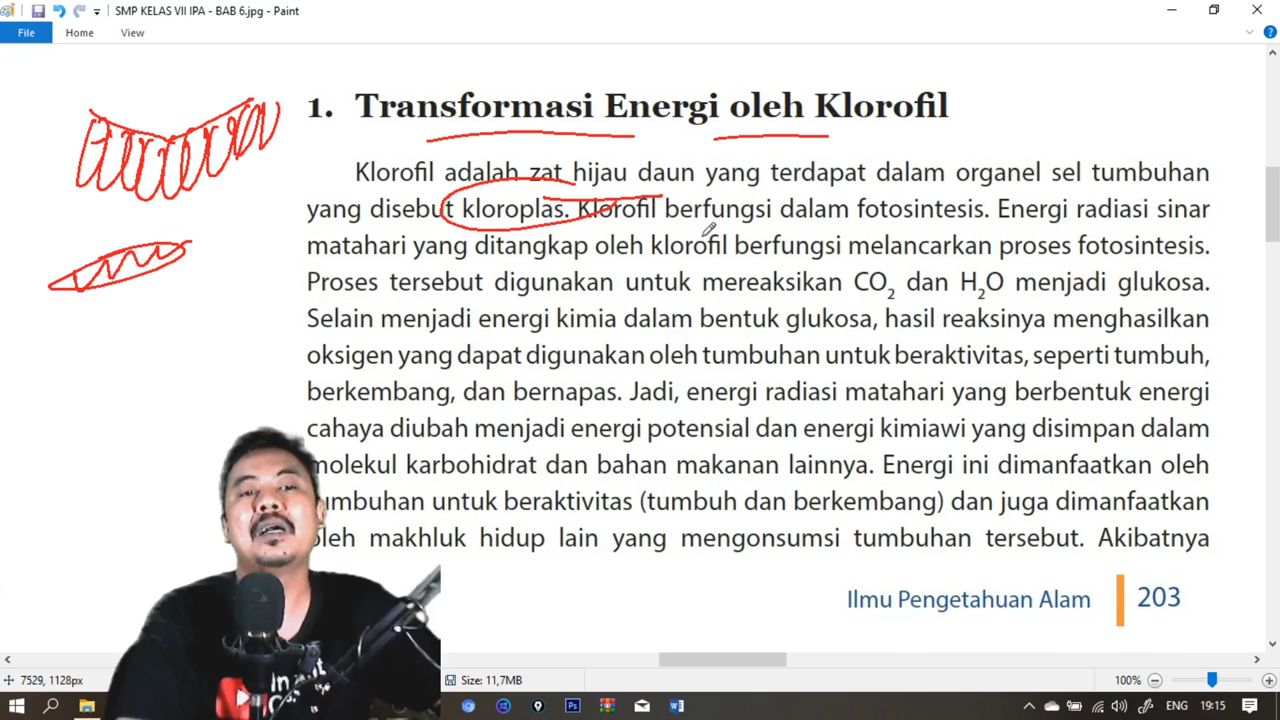 SMP KELAS VII IPA - BAB 6.jpg - Paint
File Home View
1. Transformasi Energi oleh Klorofil
Klorofil adalah zat hijau daun yang terdapat dalam organel sel tumbuhan
yang disebut kloroplas. Klorofil berfungsi dalam fotosintesis. Energi radiasi sinar
matahari yang ditangkap oleh klorofil berfungsi melancarkan proses fotosintesis.
Proses tersebut digunakan untuk mereaksikan CO2 dan H2O menjadi glukosa.
Selain menjadi energi kimia dalam bentuk glukosa, hasil reaksinya menghasilkan
oksigen yang dapat digunakan oleh tumbuhan untuk beraktivitas, seperti tumbuh,
berkembang, dan bernapas. Jadi, energi radiasi matahari yang berbentuk energi
cahaya diubah menjadi energi potensial dan energi kimiawi yang disimpan dalam
molekul karbohidrat dan bahan makanan lainnya. Energi ini dimanfaatkan oleh
tumbuhan untuk beraktivitas (tumbuh dan berkembang) dan juga dimanfaatkan
oleh makhluk hidup lain yang mengonsumsi tumbuhan tersebut. Akibatnya
Ilmu Pengetahuan Alam 203
7529, 1128px Size: 11,7MB 100%
Ps W ENG 19:15